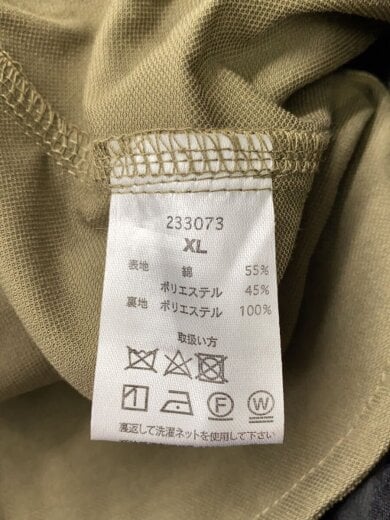 233073
XL
表地 綿 55%
ポリエステル 45%
裏地 ポリエステル 100%
取扱い方
F W
裏返して洗濯ネットを使用して下さい